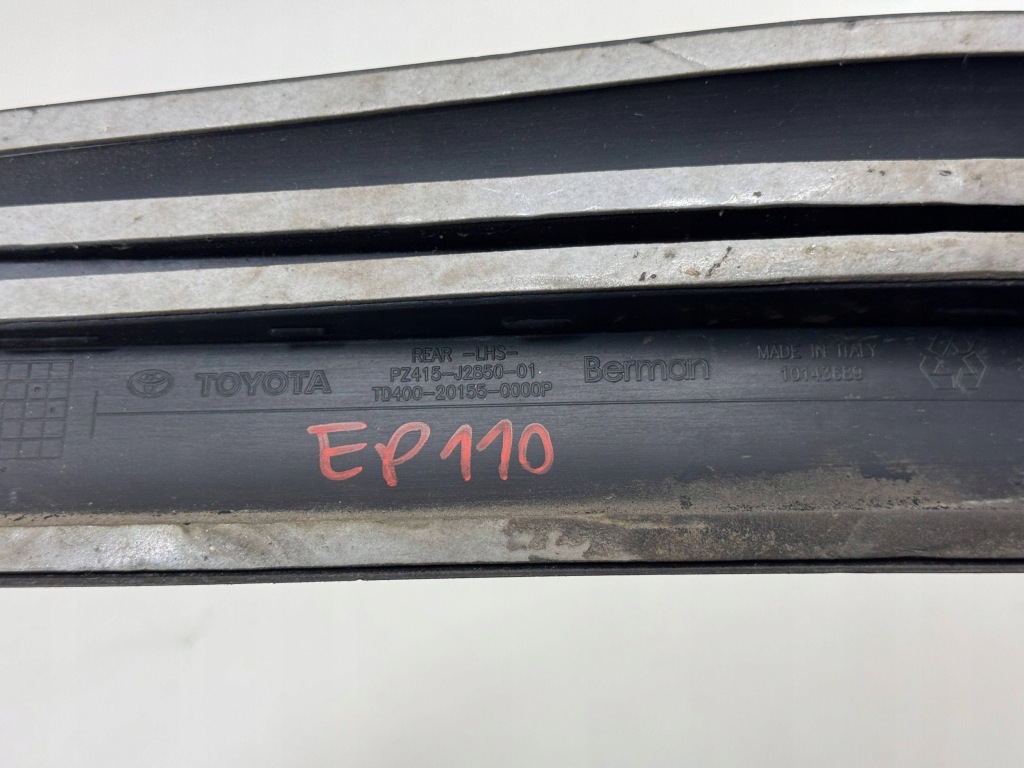 REAR -LHS-
TOYOTA PZ415-J2850-01 Berman MADE IN ITALY
TD400-20155-0000P 10142689
EP110